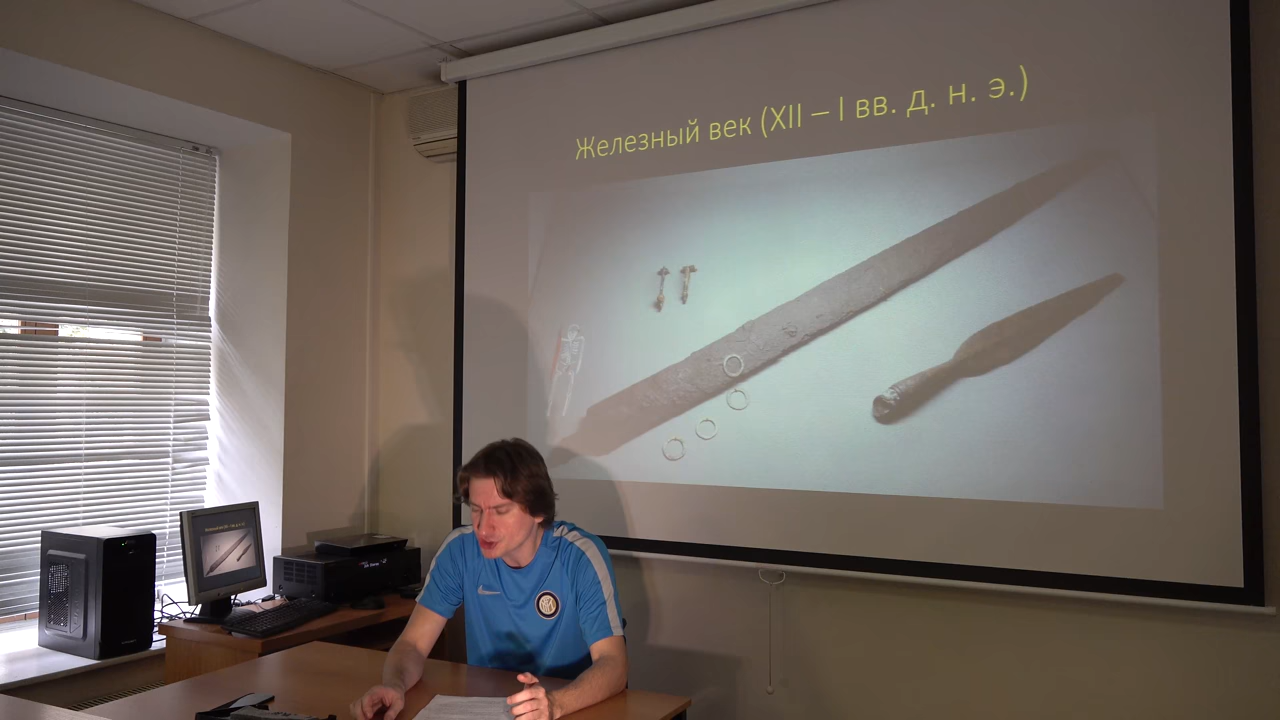 Железный век (XII – I вв. д. н. э.)